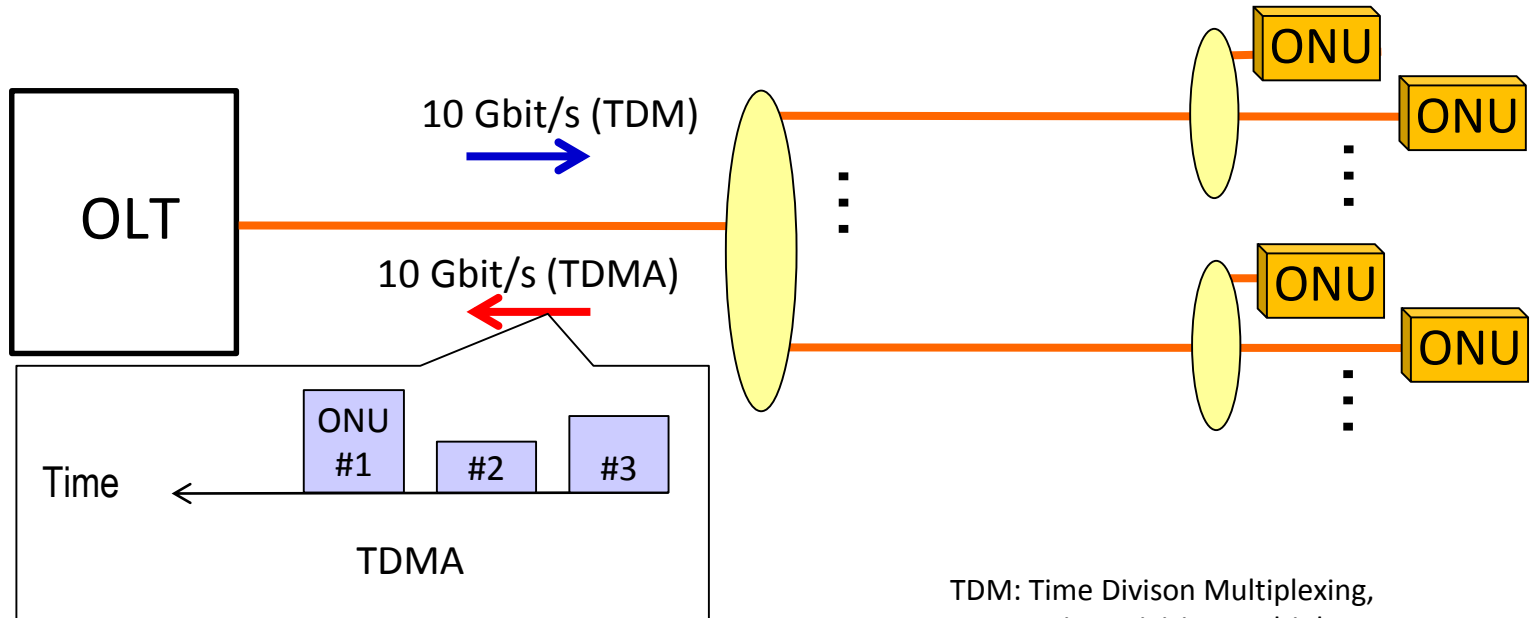 ONU
ONU
10 Gbit/s (TDM)
OLT
10 Gbit/s (TDMA)
ONU
ONU
ONU
#1
#2
#3
Time
TDMA
TDM: Time Divison Multiplexing,